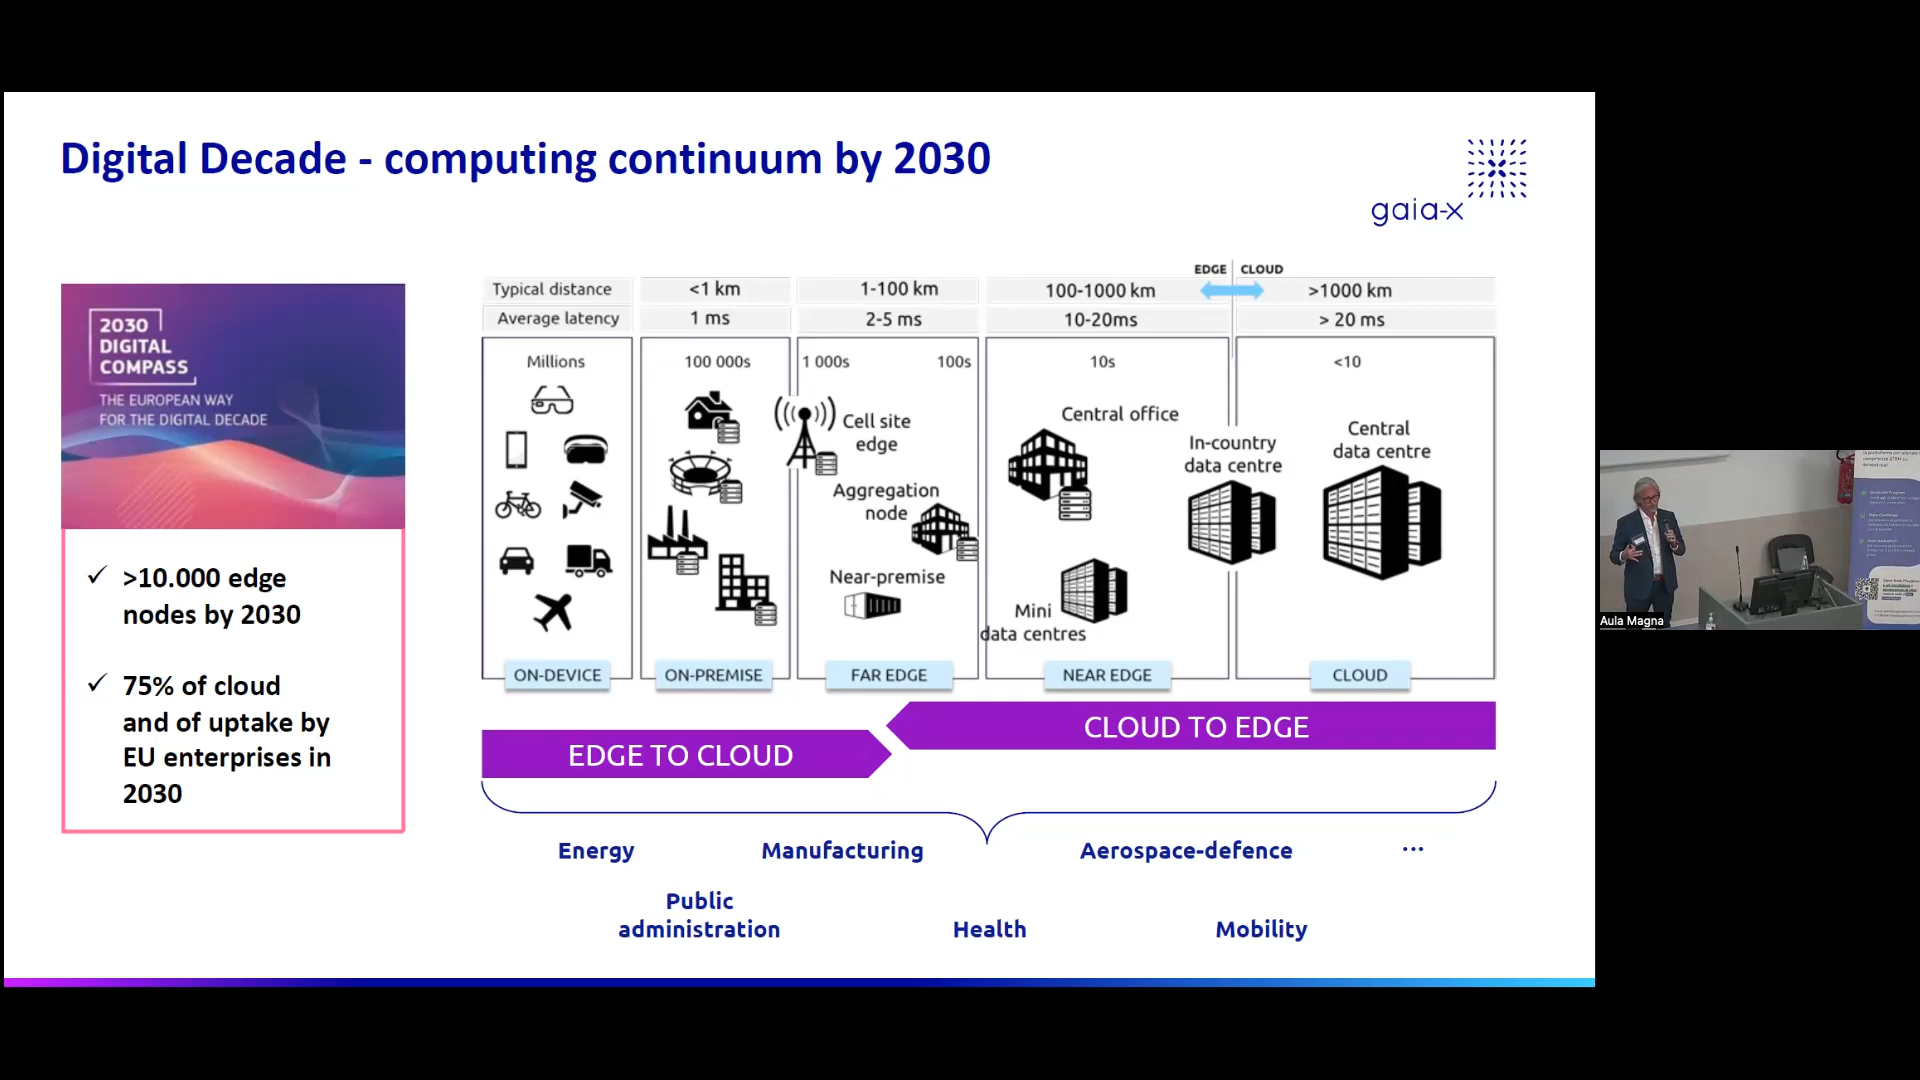 Digital Decade - computing continuum by 2030
gaia-x
2030
DIGITAL
COMPASS
THE EUROPEAN WAY
FOR THE DIGITAL DECADE
>10.000 edge
nodes by 2030
75% of cloud
and of uptake by
EU enterprises in
2030
EDGE CLOUD
Typical distance <1 km 1-100 km 100-1000 km >1000 km
Average latency 1 ms 2-5 ms 10-20ms > 20 ms
Millions 100 000s 1 000s 100s 10s <10
Cell site
edge
Aggregation
node
Near-premise
Central office
Mini
data centres
In-country
data centre
Central
data centre
ON-DEVICE ON-PREMISE FAR EDGE NEAR EDGE CLOUD
CLOUD TO EDGE
EDGE TO CLOUD
Energy Manufacturing Aerospace-defence ...
Public
administration Health Mobility
Aula Magna